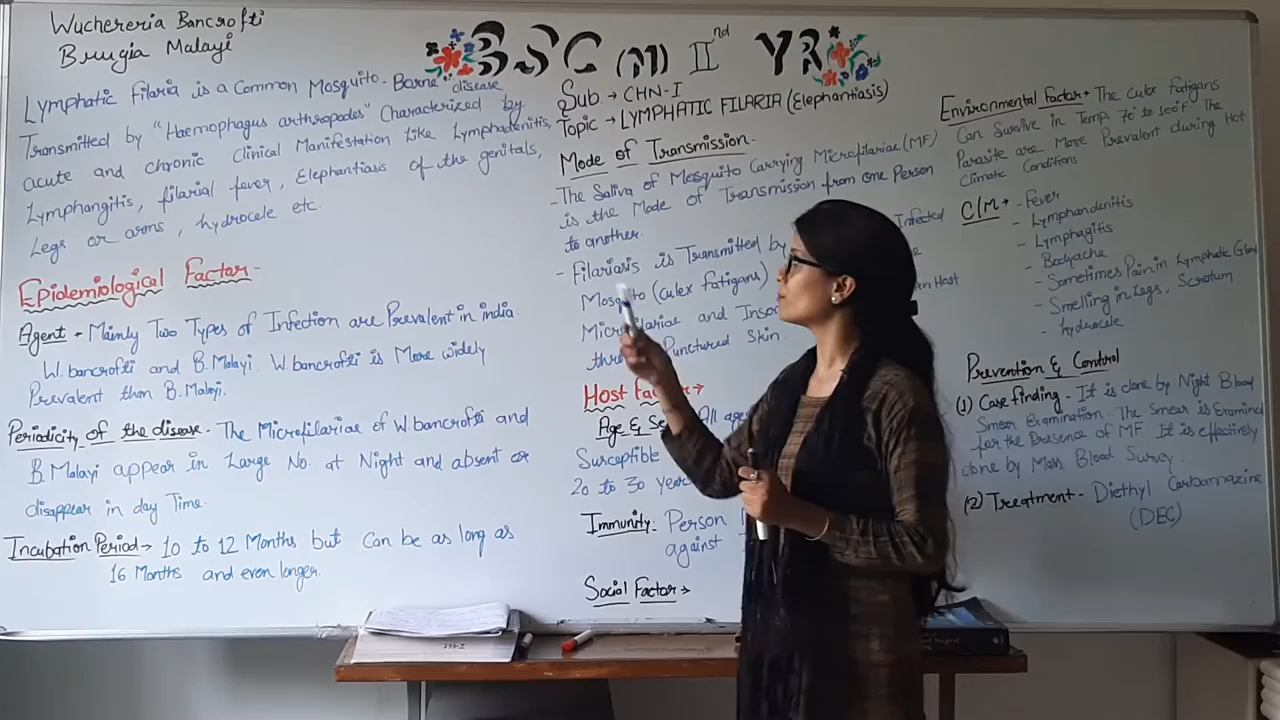 Wuchereria Bancrofti
Brugia Malayi
BSC (M) II nd YR
Lymphatic Filaria is a Common Mosquito-Borne disease
Transmitted by "Haemophagus arthropodes" Characterized by
acute and chronic Clinical Manifestation like Lymphadenitis,
Lymphangitis, filarial fever, Elephantiasis of the genitals,
Legs or arms, hydrocele etc.
Epidemiological Factor-
Agent - Mainly Two Types of Infection are Prevalent in india
W.bancrofti and B.Malayi. W.bancrofti is More widely
Prevalent than B.Malayi.
Periodicity of the disease- The Microfilariae of W.bancrofti and
B.Malayi appear in Large No. at Night and absent or
disappear in day Time.
Incubation Period→ 10 to 12 Months but Can be as long as
16 Months and even longer.
Sub. → CHN-I
Topic → LYMPHATIC FILARIA (Elephantiasis)
Mode of Transmission-
- The Saliva of Mosquito Carrying Microfilariae (MF)
is the Mode of Transmission from one Person
to another.
- Filariasis is Transmitted by Infected
Mosquito (Culex fatigans)
Microfilariae and Host
Punctured Skin.
Host Factor→
Age & All
Susceptible
20 to 30
Immunity: Person
against
Social Factor→
Environmental Factor→ The Culex fatigans
Can Survive in Temp 70° to 100°F. The
Parasite are More Prevalent during Hot
Climatic Conditions
C/M→ - Fever
- Lymphandenitis
- Lymphagitis
- Bodyache
- Sometimes Pain in Lymphatic Gland
- Smelling in Legs, Scrotum
- hydrocele
Prevention & Control
(1) Case finding- It is done by Night Blood
Smear Examination. The Smear is Examined
for the Presence of MF. It is effectively
done by Mass Blood Survey.
(2) Treatment- Diethyl Carbamazine
(DEC)